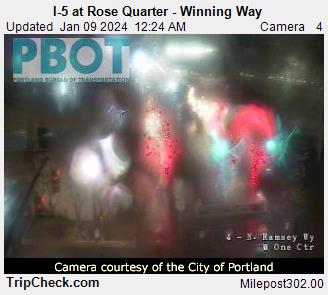 I-5 at Rose Quarter - Winning Way
Updated Jan 09 2024 12:24 AM Camera 4
PBOT
PORTLAND BUREAU OF TRANSPORTATION
4 - N. Ramsey Wy
@ One Ctr
Camera courtesy of the City of Portland
TripCheck.com Milepost302.00